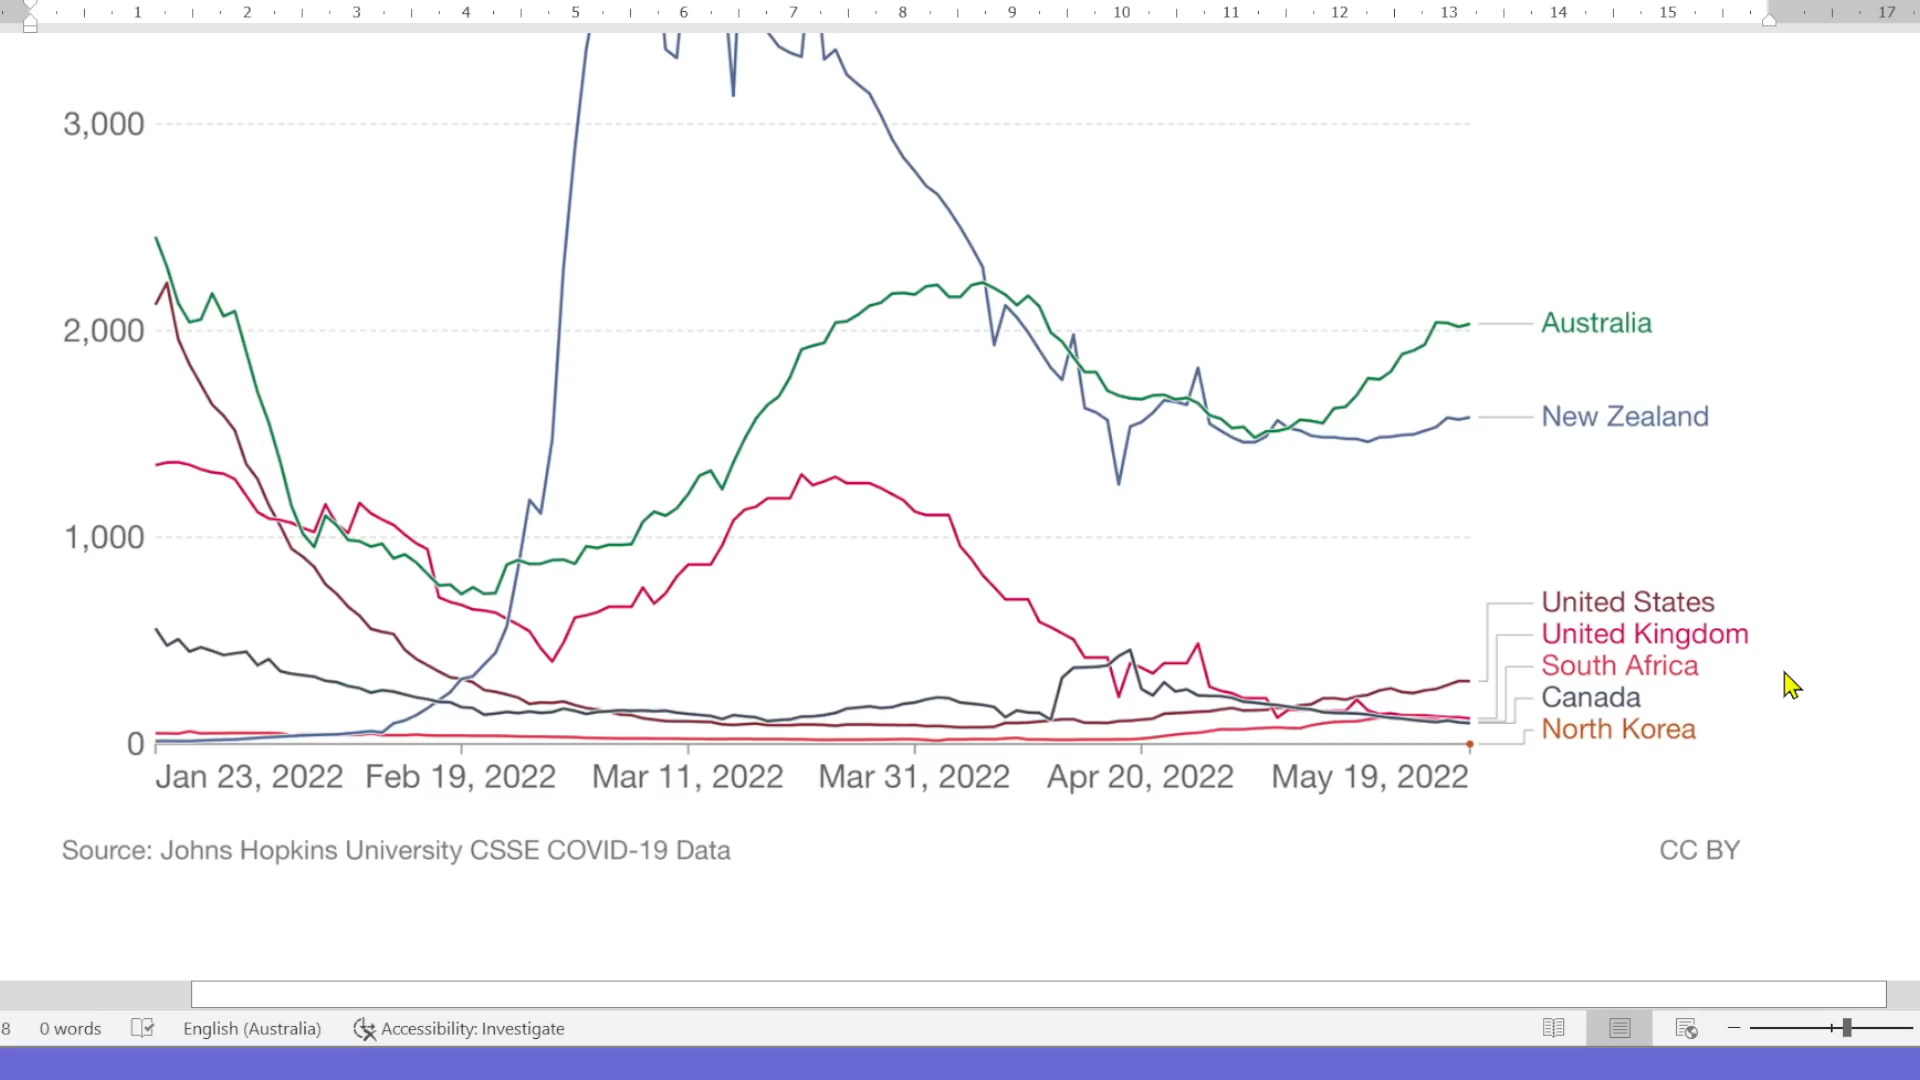 1 2 3 4 5 6 7 8 9 10 11 12 13 14 15 17
3,000
2,000
Australia
New Zealand
1,000
United States
United Kingdom
South Africa
Canada
North Korea
0
Jan 23, 2022 Feb 19, 2022 Mar 11, 2022 Mar 31, 2022 Apr 20, 2022 May 19, 2022
Source: Johns Hopkins University CSSE COVID-19 Data CC BY
8 0 words English (Australia) Accessibility: Investigate